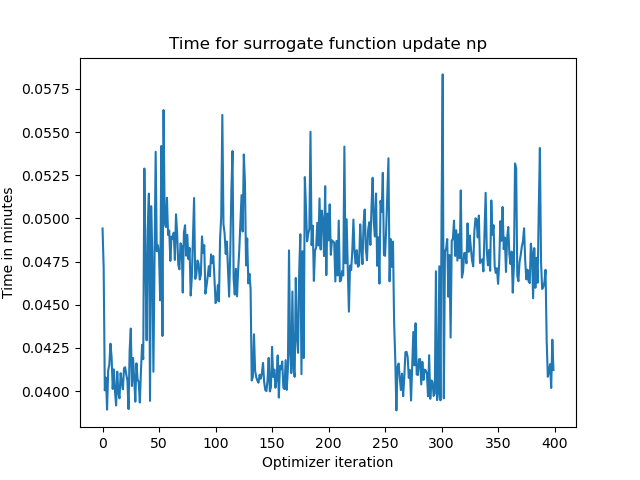 Time for surrogate function update np
Time in minutes
0.0575
0.0550
0.0525
0.0500
0.0475
0.0450
0.0425
0.0400
0 50 100 150 200 250 300 350 400
Optimizer iteration